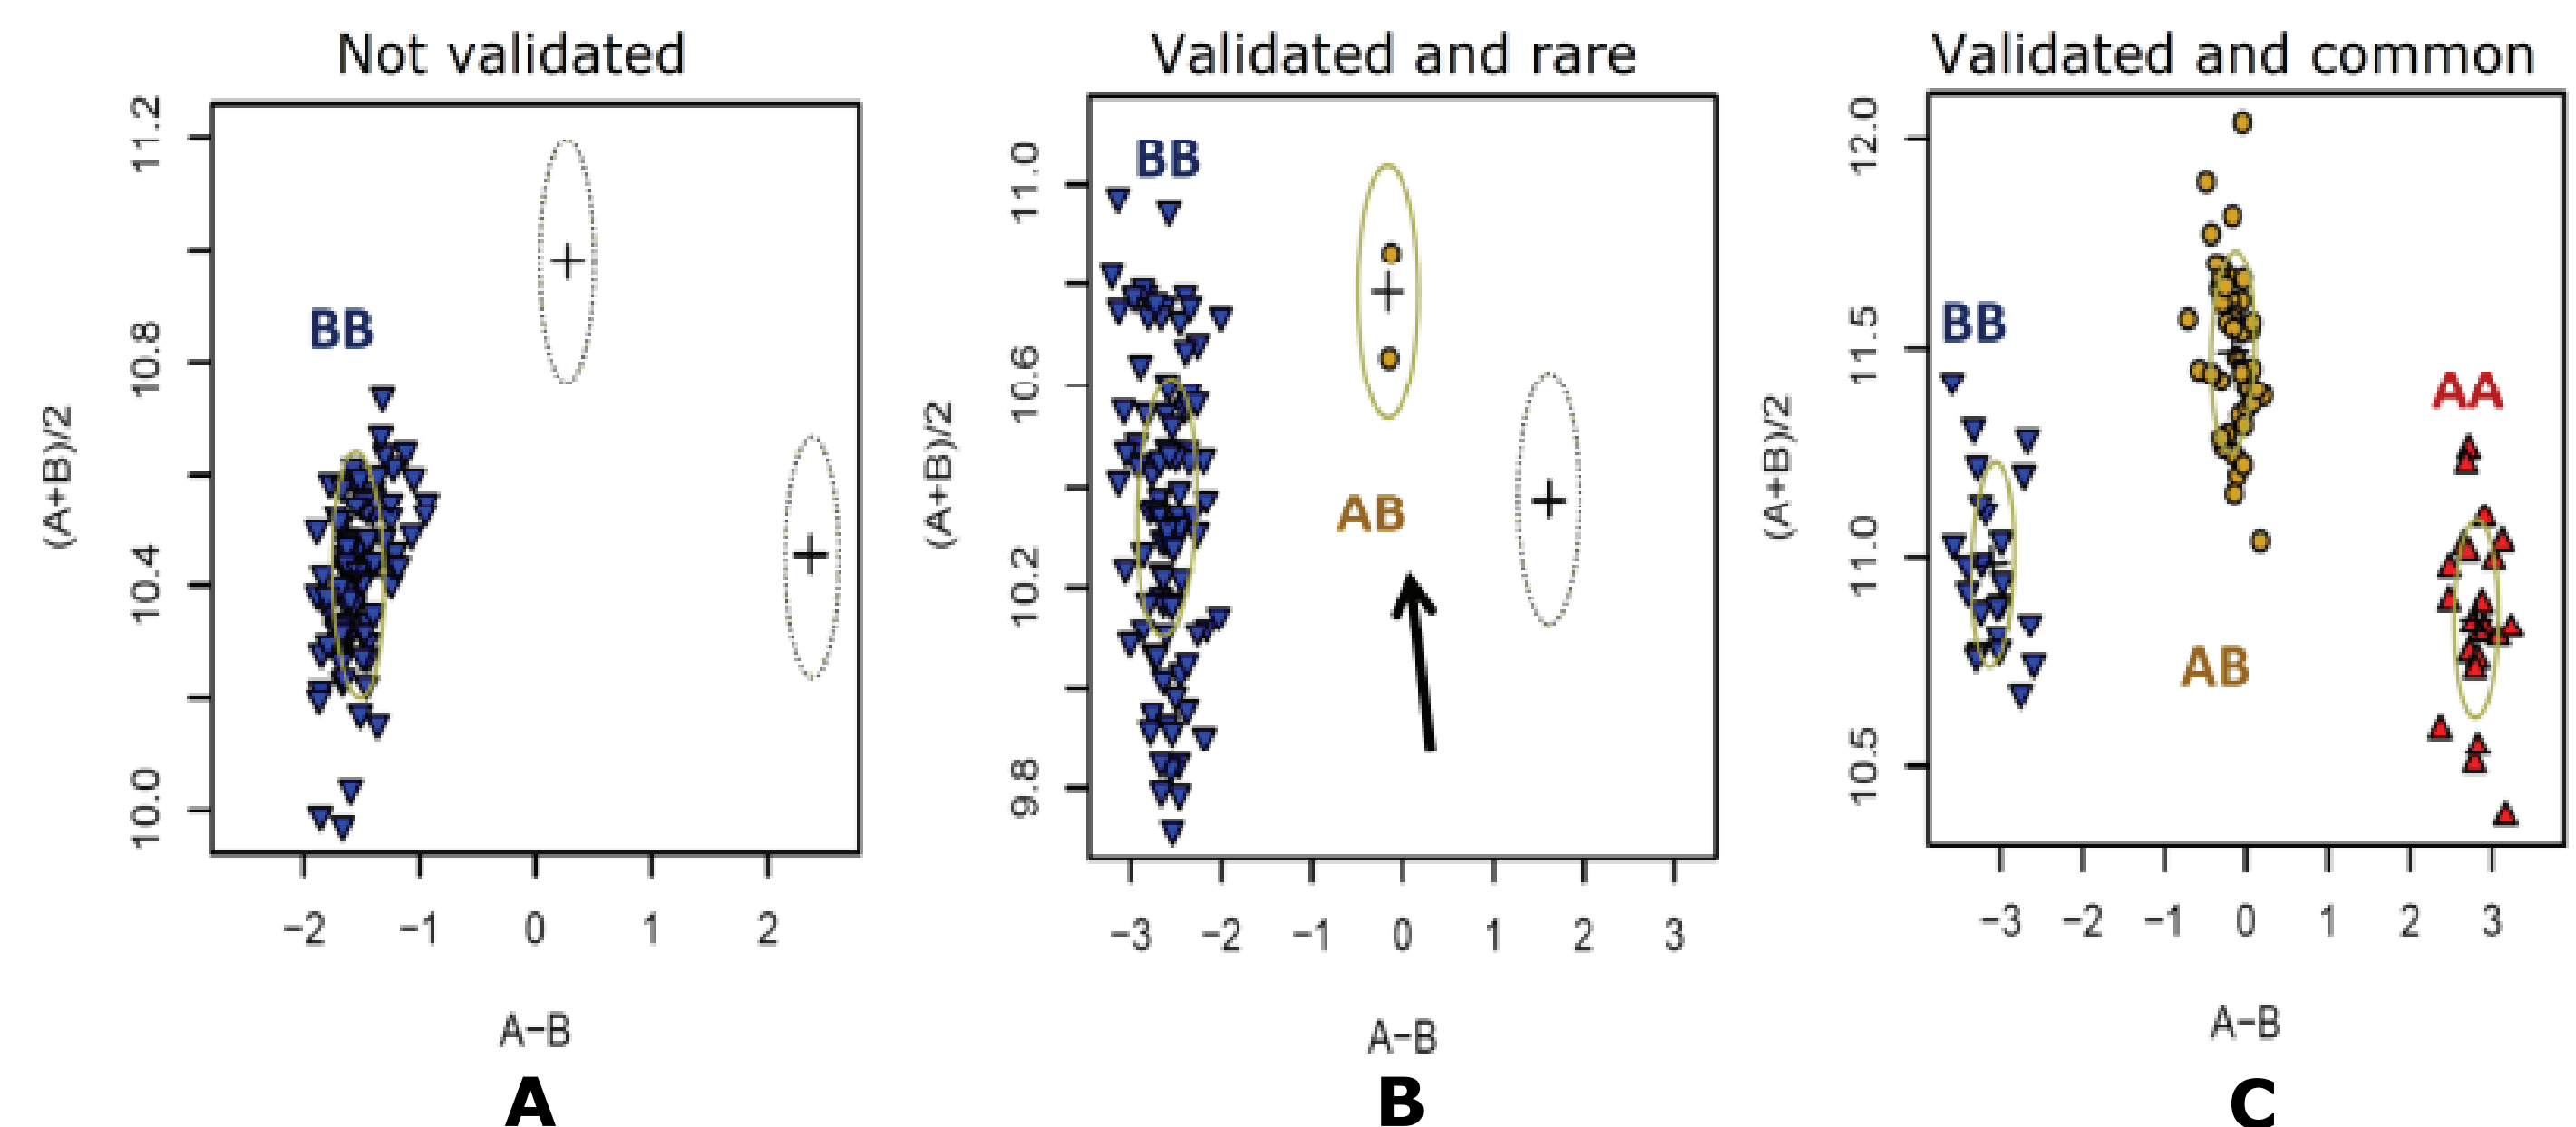 Not validated
11.2
10.8
10.4
10.0
(A+B)/2
BB
−2 −1 0 1 2
A−B
A
Validated and rare
11.0
10.6
10.2
9.8
(A+B)/2
BB
AB
−3 −2 −1 0 1 2 3
A−B
B
Validated and common
12.0
11.5
11.0
10.5
(A+B)/2
BB
AA
AB
−3 −2 −1 0 1 2 3
A−B
C